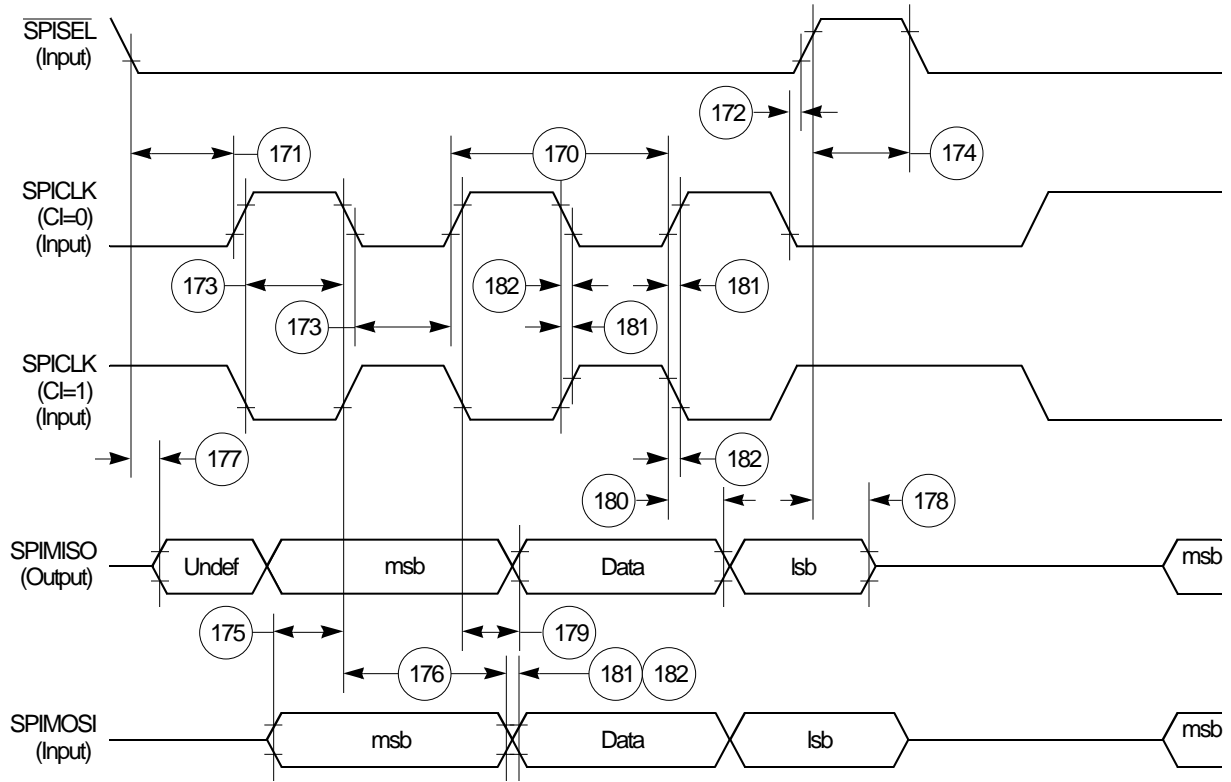 SPISEL
(Input)
172
171
170
174
SPICLK
(CI=0)
(Input)
173
182
181
173
181
SPICLK
(CI=1)
(Input)
177
182
180
178
SPIMISO
(Output)
Undef
msb
Data
lsb
msb
175
179
176
181
182
SPIMOSI
(Input)
msb
Data
lsb
msb